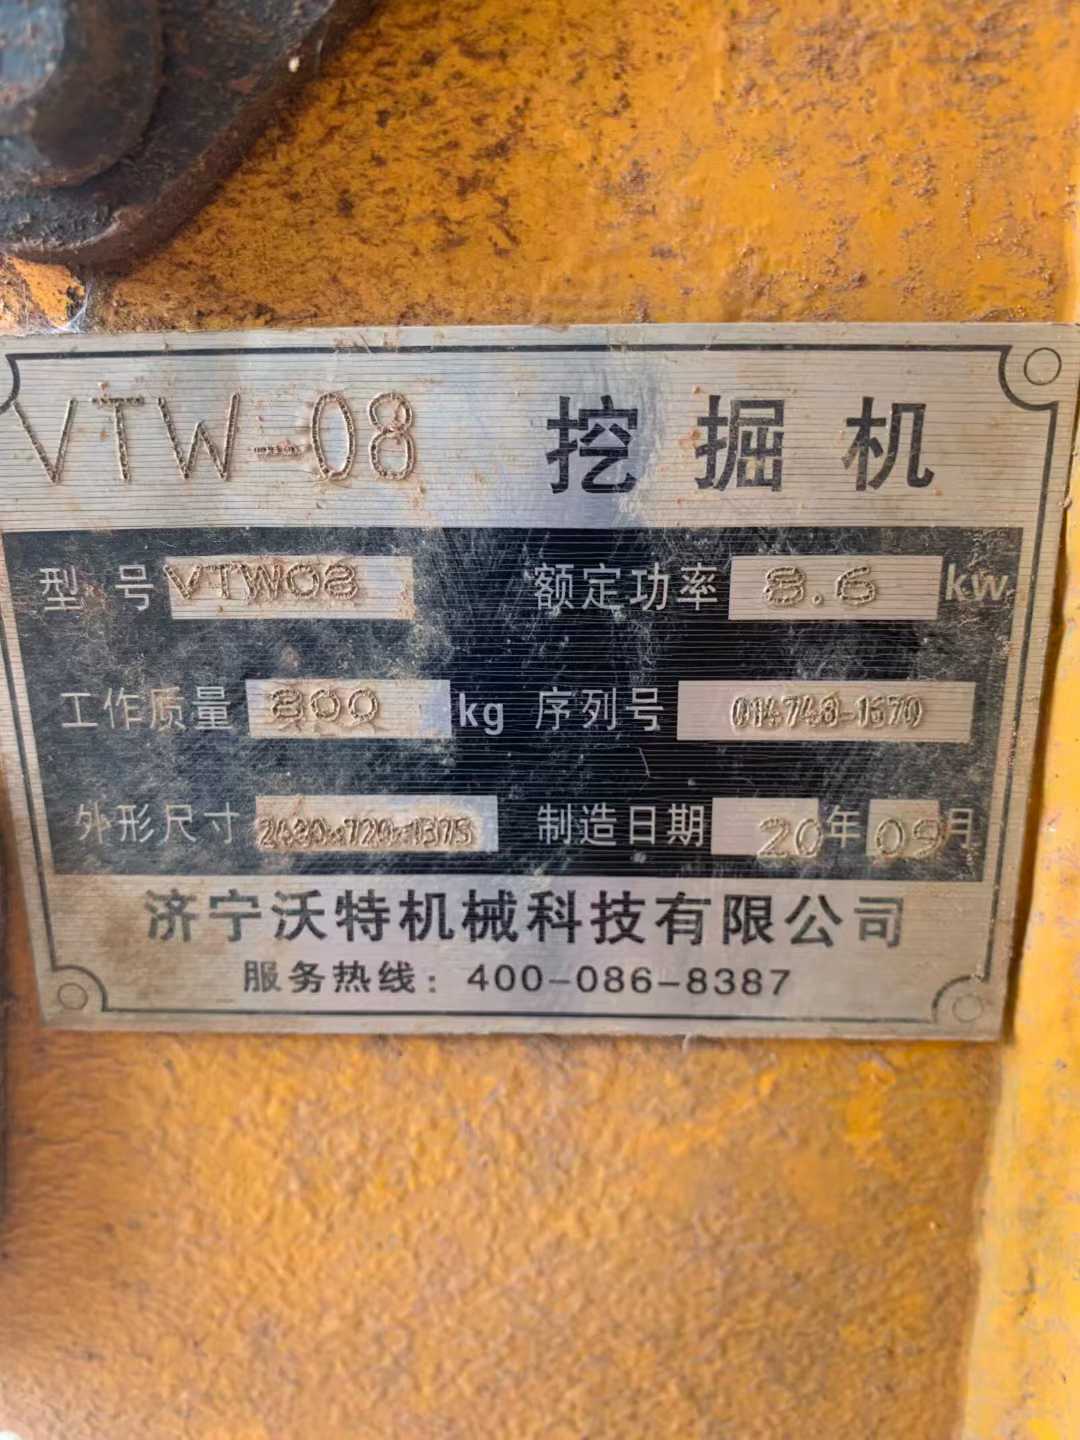 VTW-08 挖掘机
型号 VTW08 额定功率 8.6 kw
工作质量 800 kg 序列号 014748-1670
外形尺寸 2430×720×1375 制造日期 20年09月
济宁沃特机械科技有限公司
服务热线：400-086-8387